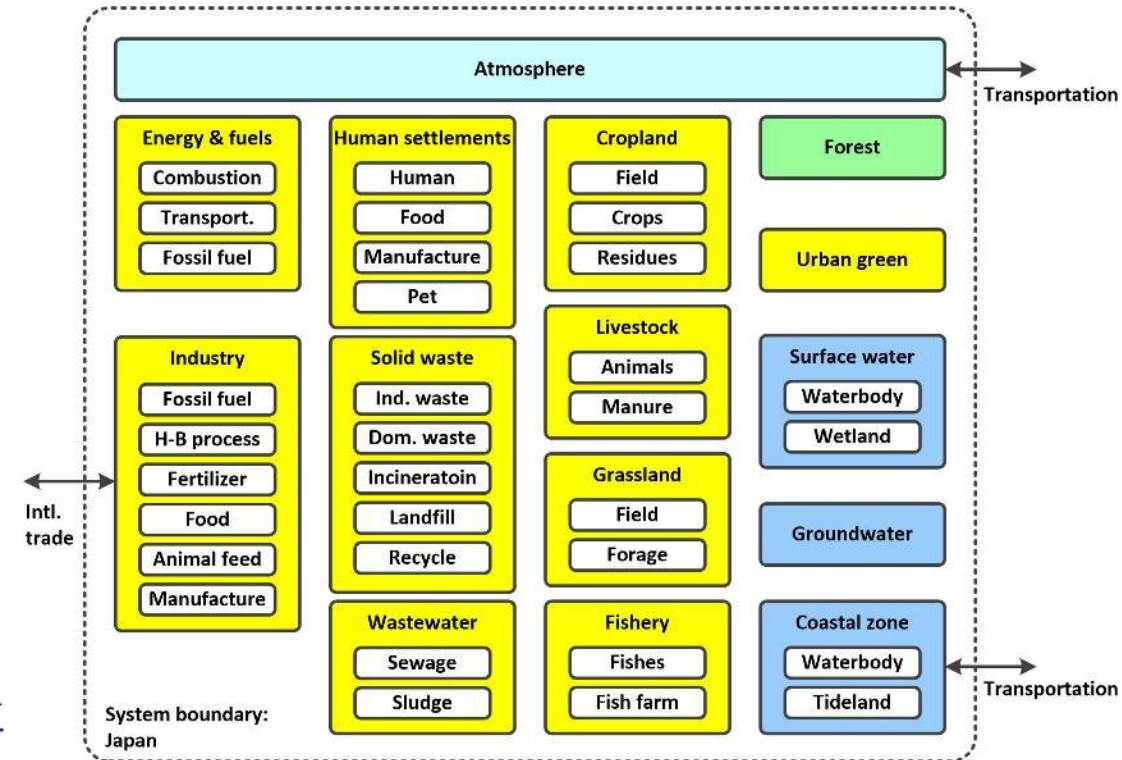 Atmosphere
Transportation
Energy & fuels
Combustion
Transport.
Fossil fuel
Human settlements
Human
Food
Manufacture
Pet
Cropland
Field
Crops
Residues
Forest
Urban green
Industry
Fossil fuel
H-B process
Fertilizer
Food
Animal feed
Manufacture
Intl.
trade
Solid waste
Ind. waste
Dom. waste
Incineratoin
Landfill
Recycle
Livestock
Animals
Manure
Surface water
Waterbody
Wetland
Grassland
Field
Forage
Groundwater
Wastewater
Sewage
Sludge
Fishery
Fishes
Fish farm
Coastal zone
Waterbody
Tideland
Transportation
System boundary:
Japan